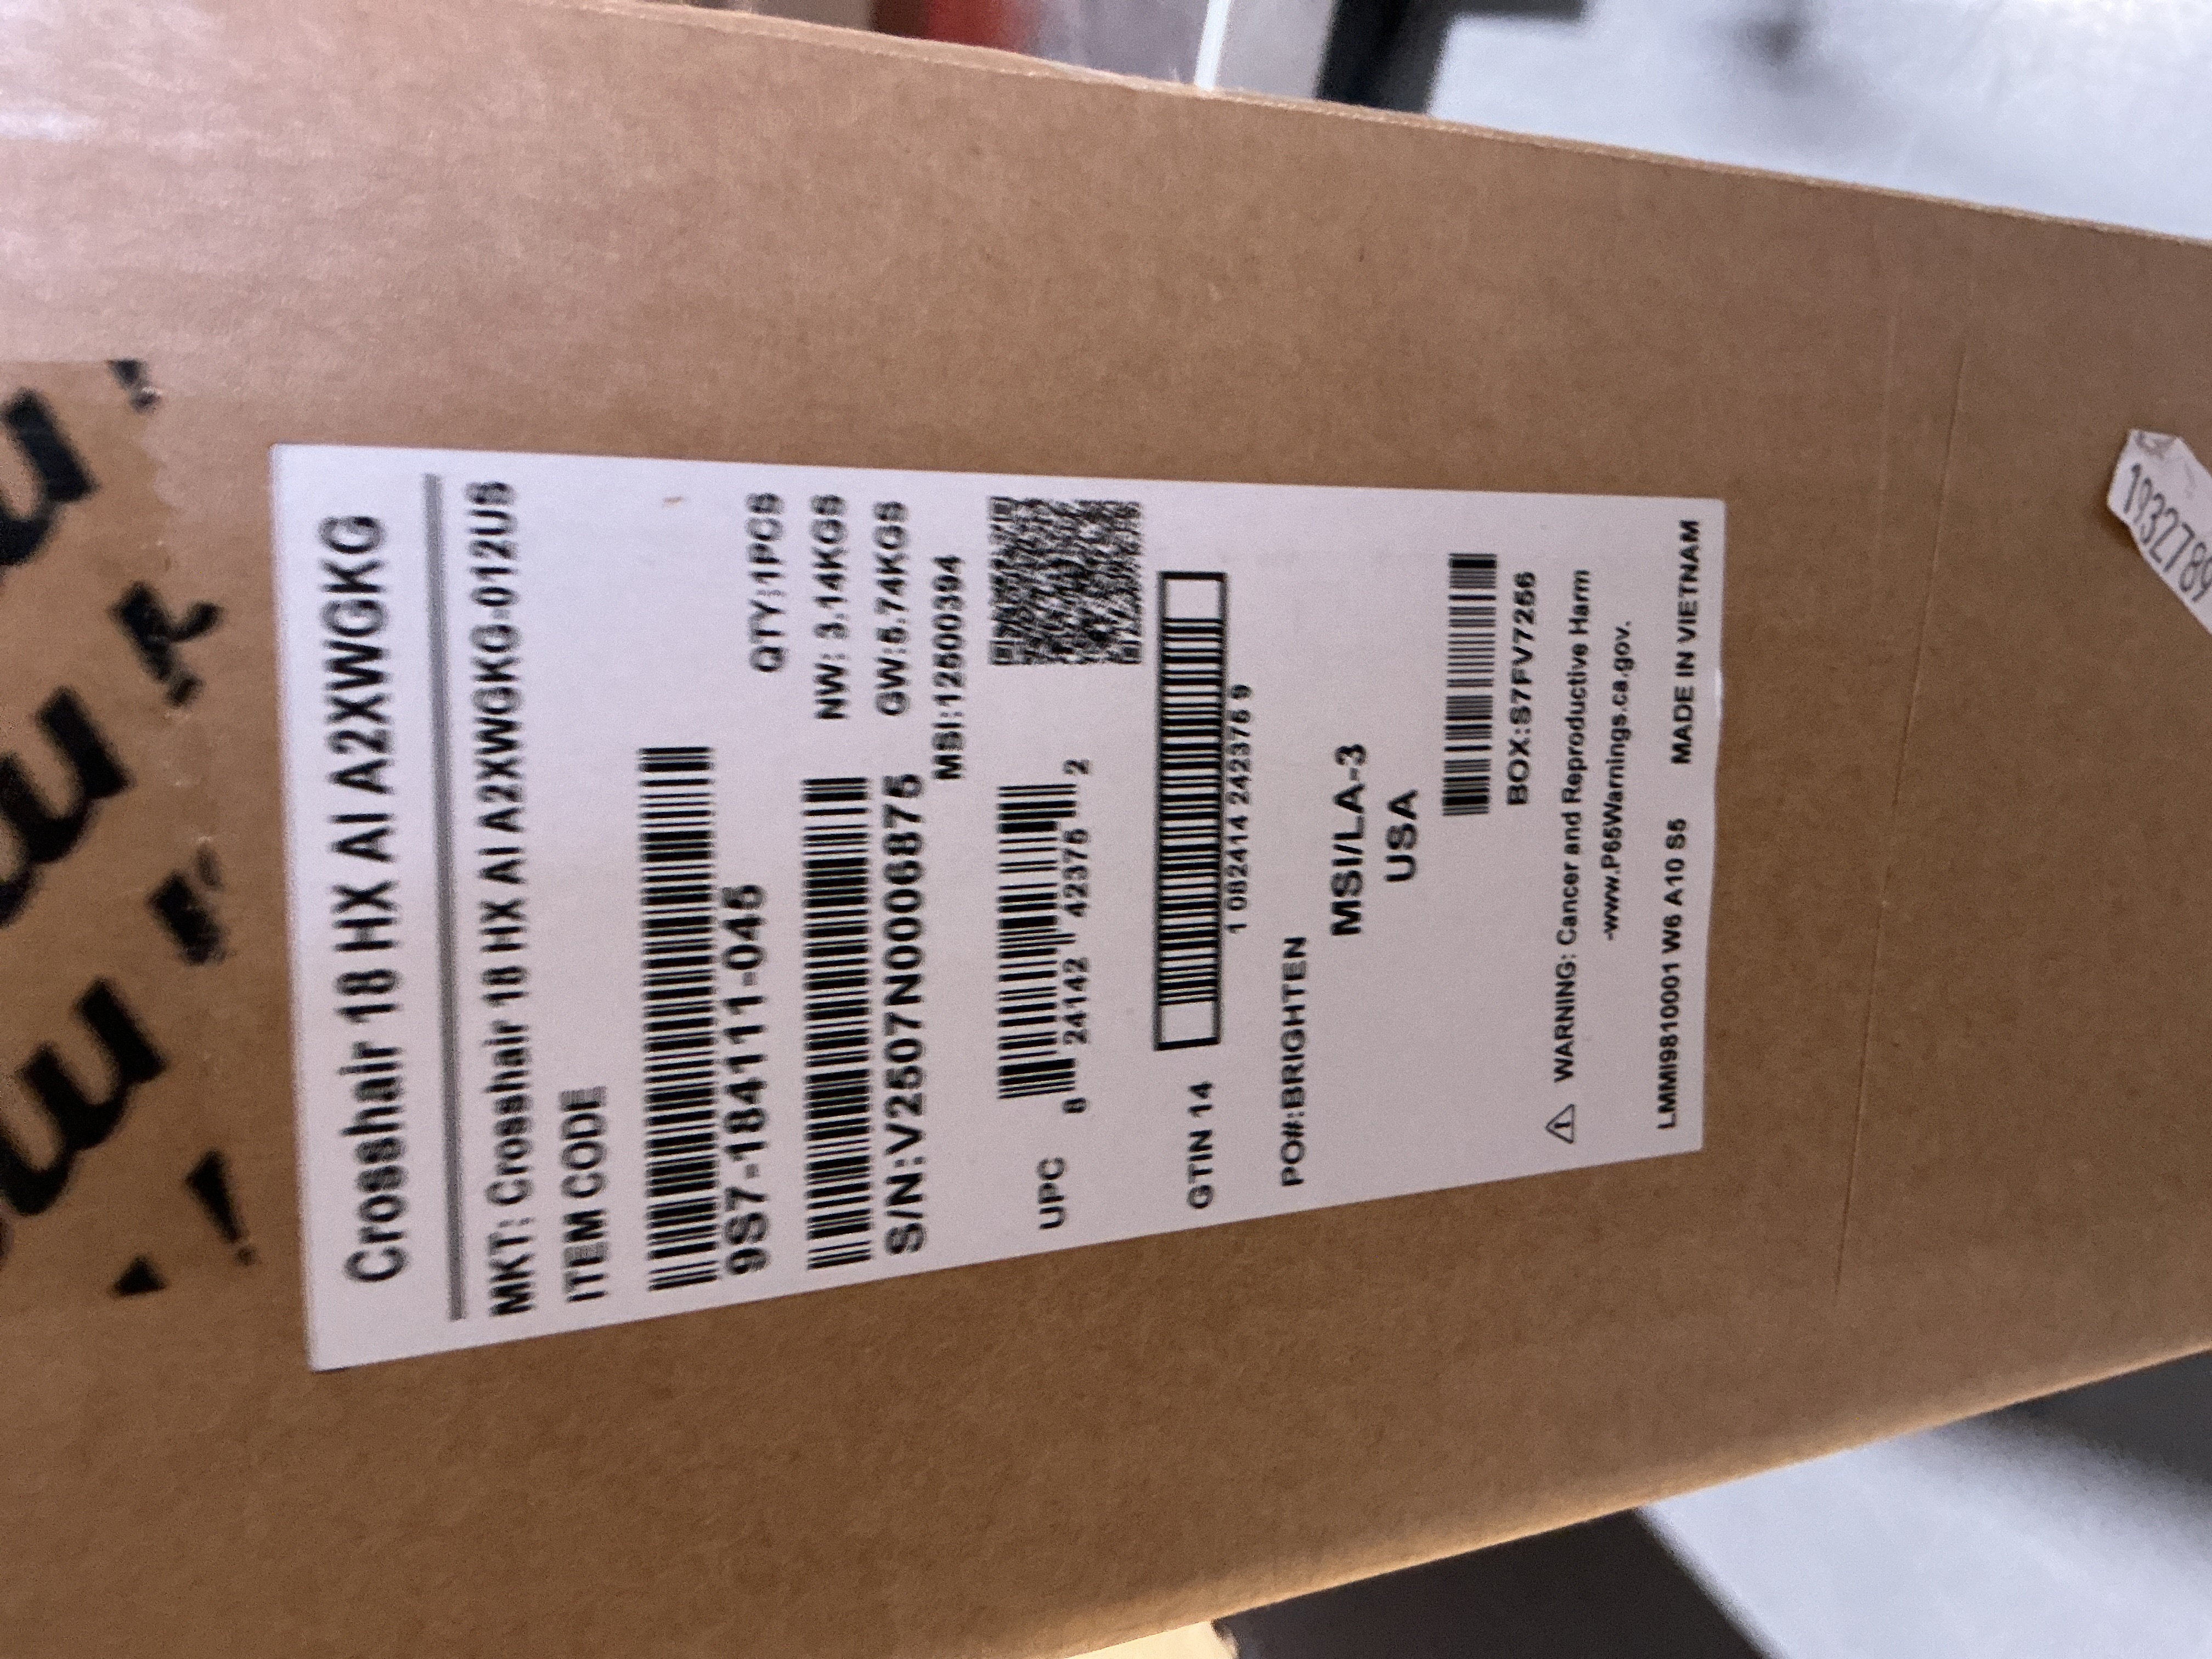 Crosshair 18 HX AI A2XWGKG
MKT: Crosshair 18 HX AI A2XWGKG-012US
ITEM CODE
9S7-184111-045
QTY:1PCS
NW: 3.14KGS
GW:5.74KGS
S/N:V2507N0006875
MSI:12500394
UPC
8 24142 42375 2
GTIN 14
1 0824142 42375 9
PO#:BRIGHTEN
MSI/LA-3
USA
BOX:S7FV7256
WARNING: Cancer and Reproductive Harm
-www.P65Warnings.ca.gov.
LMMI9810001 W6 A10 S5 MADE IN VIETNAM